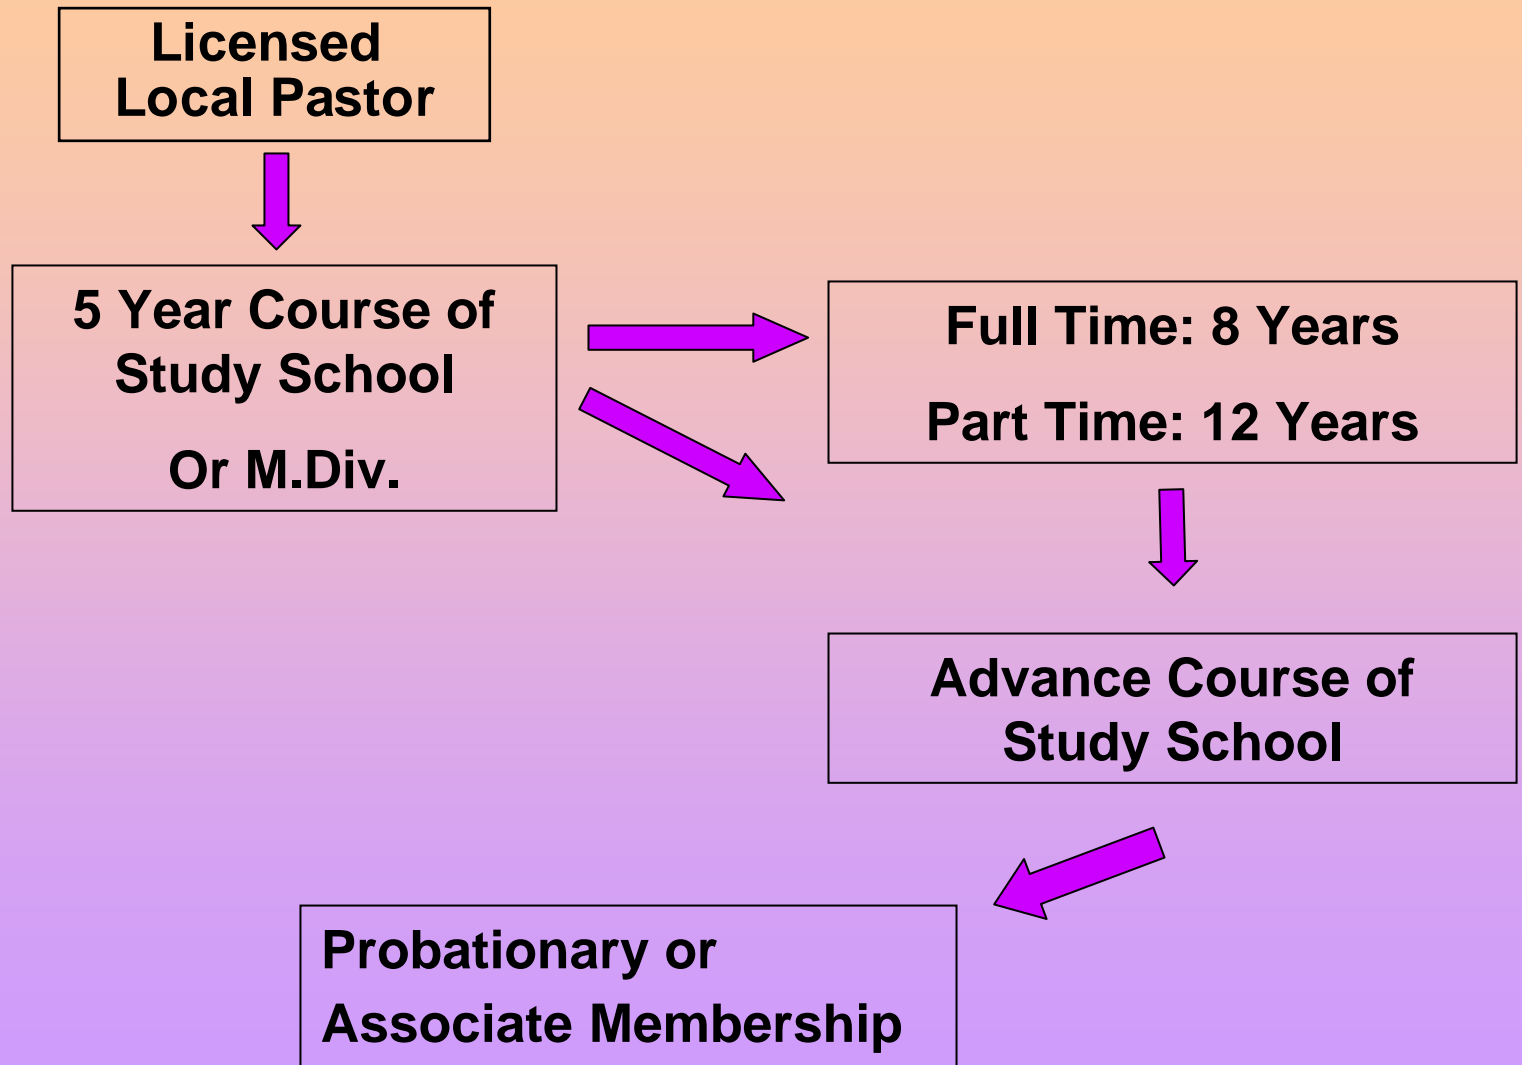 Licensed
Local Pastor
5 Year Course of
Study School
Or M.Div.
Full Time: 8 Years
Part Time: 12 Years
Advance Course of
Study School
Probationary or
Associate Membership